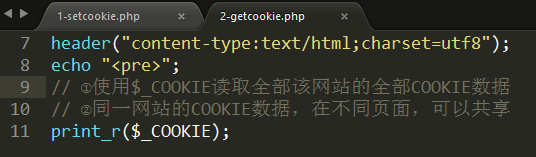 1-setcookie.php × 2-getcookie.php ×
7 header("content-type:text/html;charset=utf8");
8 echo "<pre>";
9 // ①使用$_COOKIE读取全部该网站的全部COOKIE数据
10 // ②同一网站的COOKIE数据，在不同页面，可以共享
11 print_r($_COOKIE);